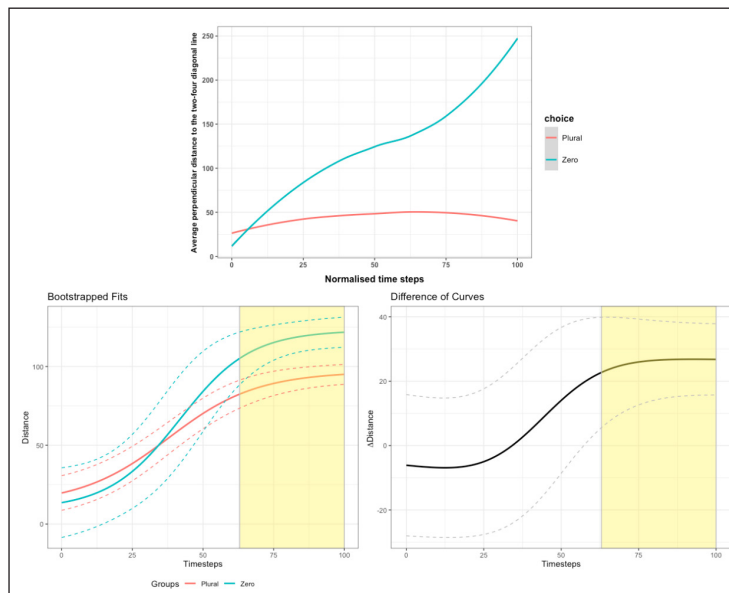 Average perpendicular distance to the two-four diagonal line
250
200
150
100
50
0
0 25 50 75 100
Normalised time steps
choice
Plural
Zero
Bootstrapped Fits
Distance
100
50
0
0 25 50 75 100
Timesteps
Groups Plural Zero
Difference of Curves
ΔDistance
40
20
0
-20
0 25 50 75 100
Timesteps